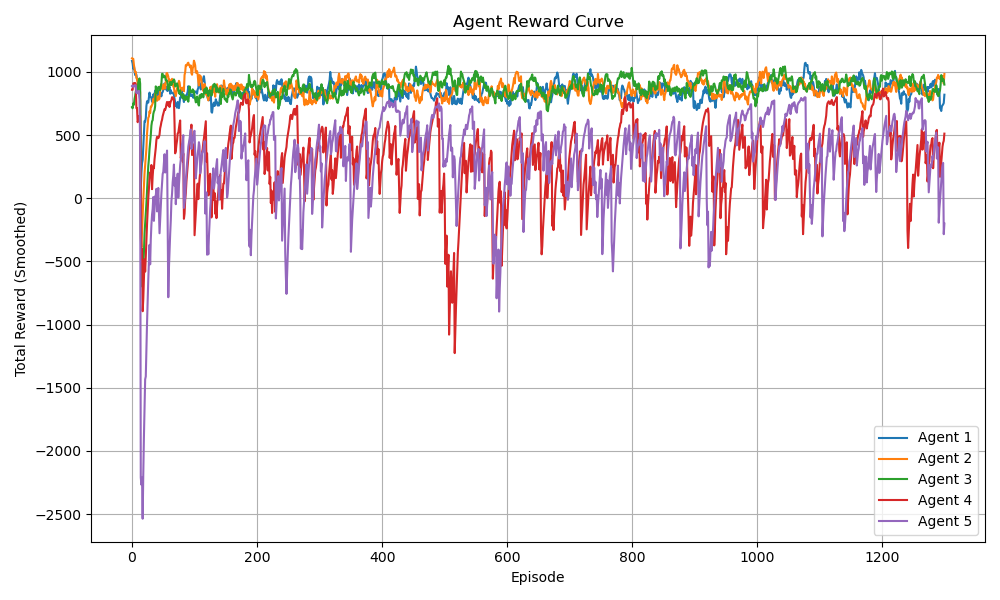 Agent Reward Curve
Total Reward (Smoothed)
1000
500
0
−500
−1000
−1500
−2000
−2500
0
200
400
600
800
1000
1200
Episode
Agent 1
Agent 2
Agent 3
Agent 4
Agent 5